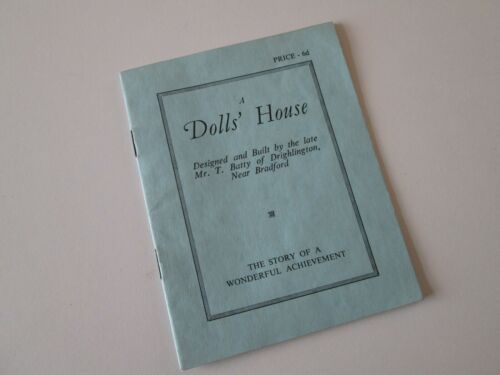 PRICE - 6d
A
Dolls' House
Designed and Built by the late
Mr. T. Batty of Drighlington,
Near Bradford
THE STORY OF A
WONDERFUL ACHIEVEMENT